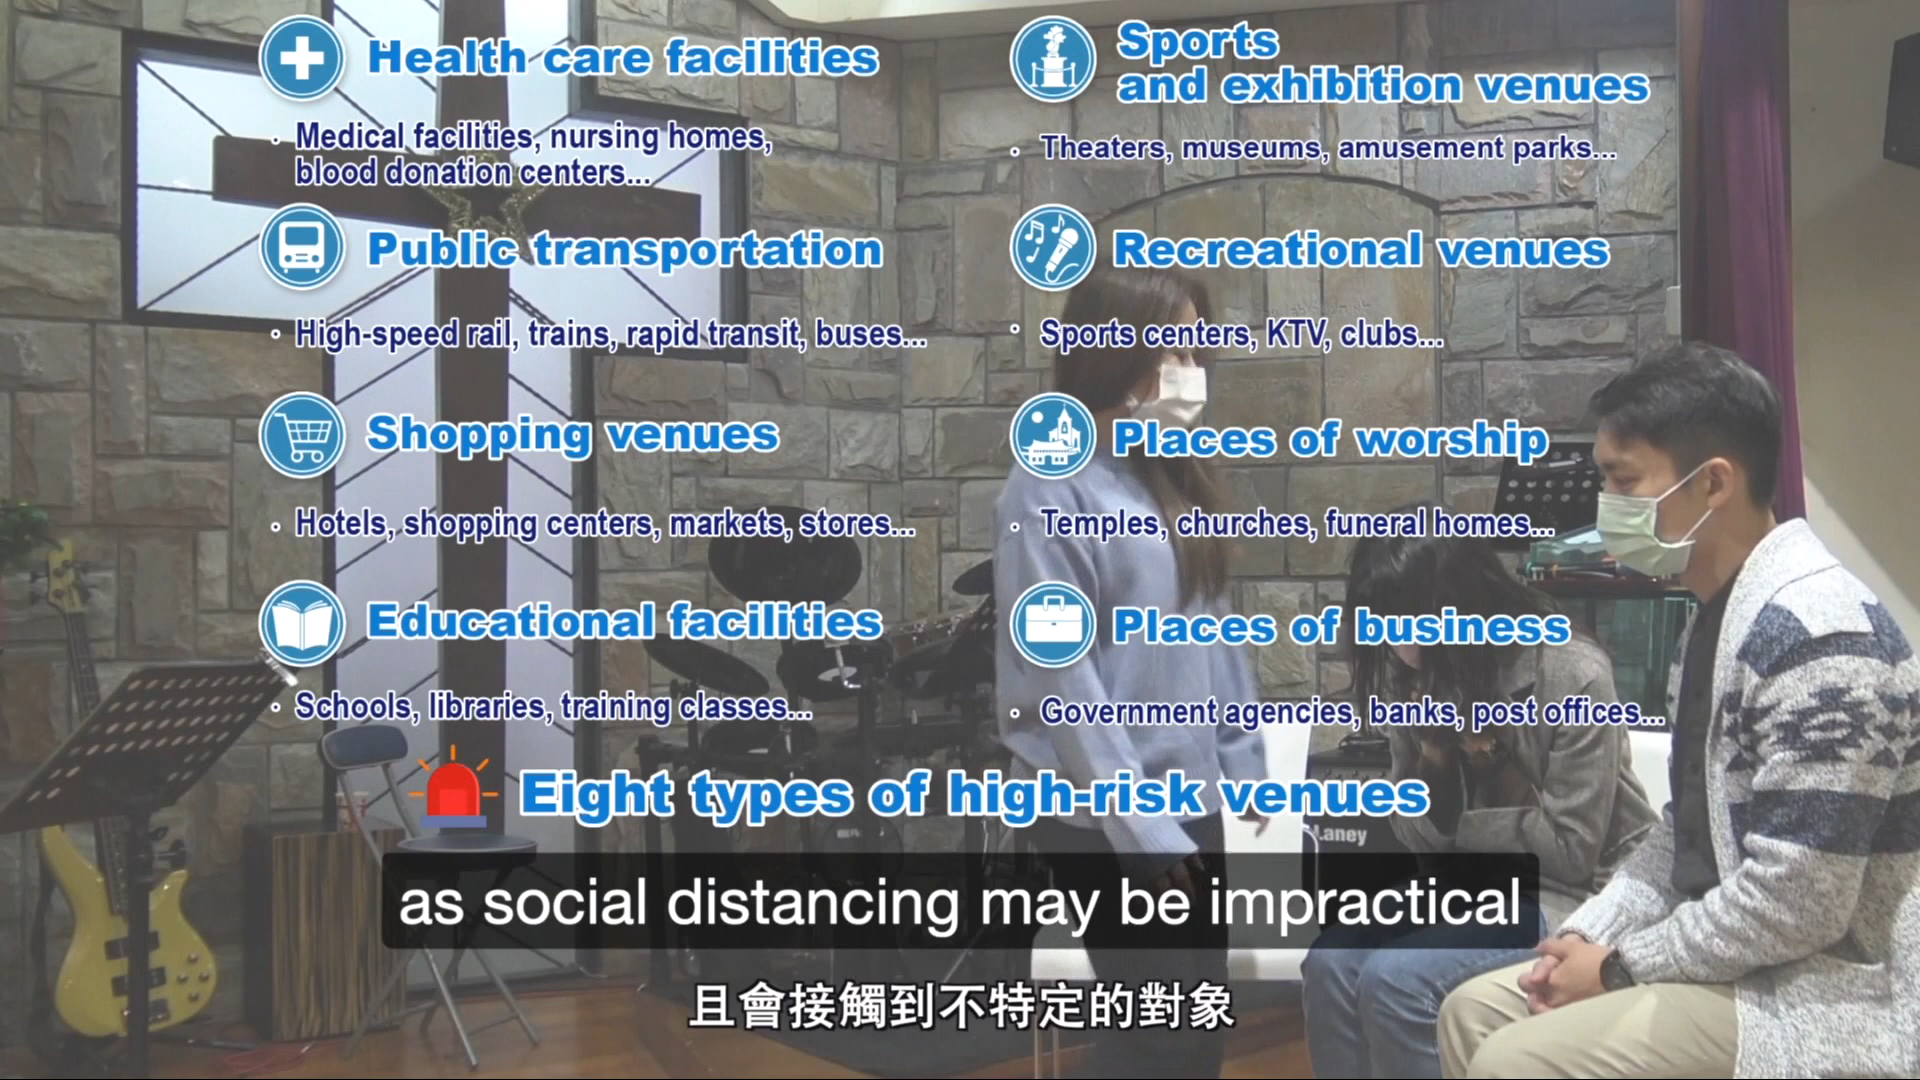 Health care facilities
· Medical facilities, nursing homes,
blood donation centers...
Public transportation
· High-speed rail, trains, rapid transit, buses...
Shopping venues
· Hotels, shopping centers, markets, stores...
Educational facilities
· Schools, libraries, training classes...
Sports
and exhibition venues
· Theaters, museums, amusement parks...
Recreational venues
· Sports centers, KTV, clubs...
Places of worship
· Temples, churches, funeral homes...
Places of business
· Government agencies, banks, post offices...
Eight types of high-risk venues
Laney
as social distancing may be impractical
且會接觸到不特定的對象